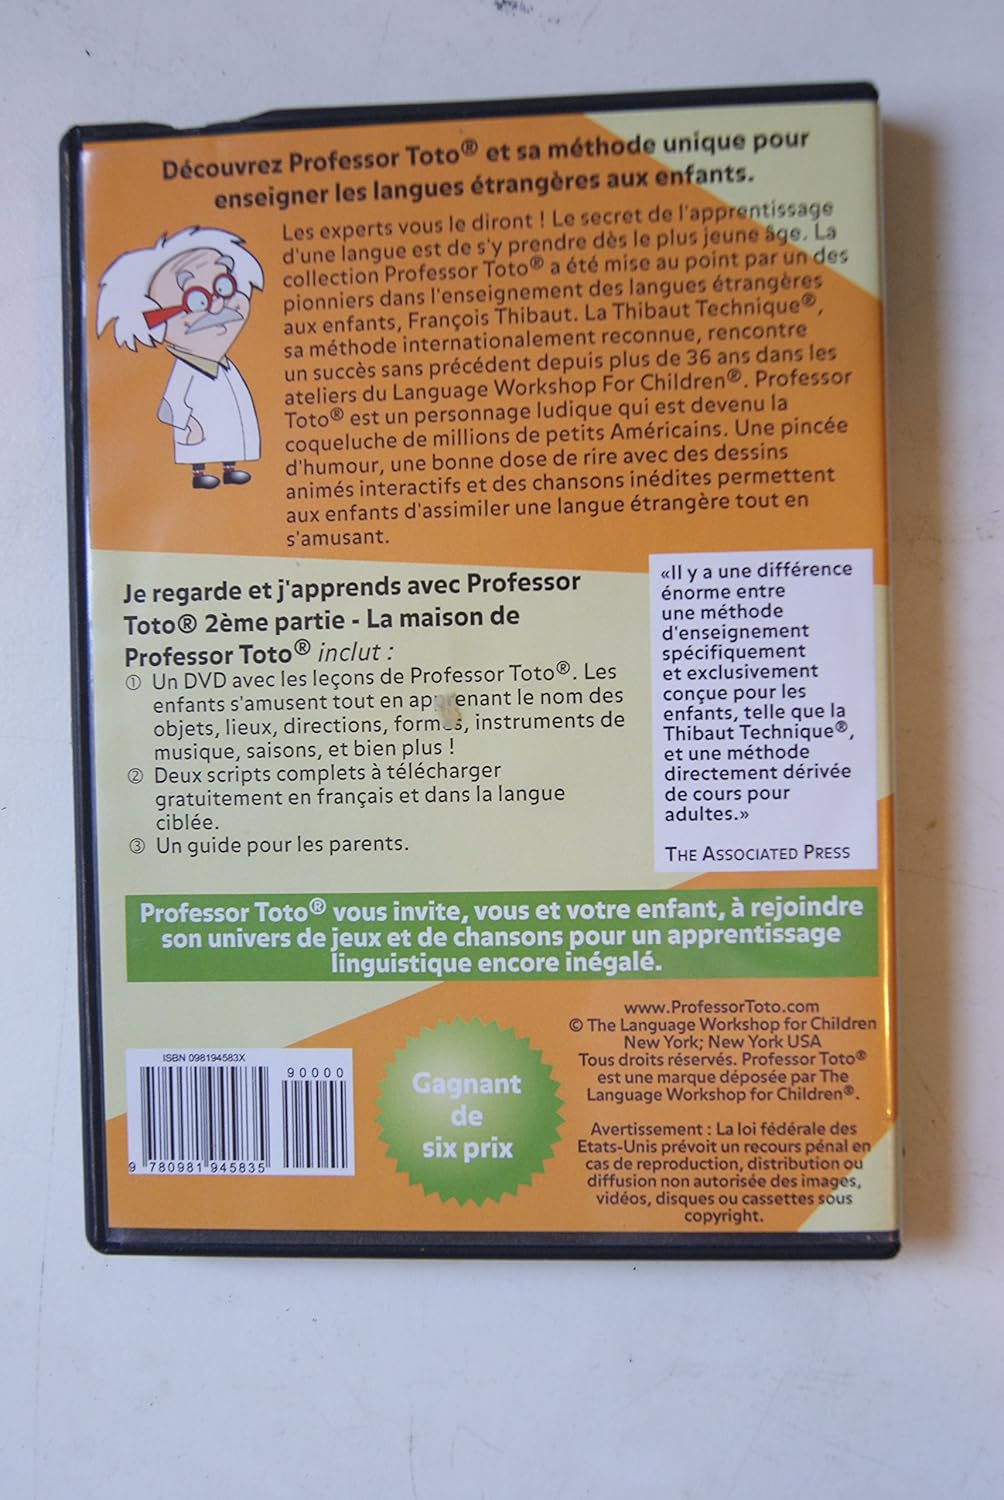 Découvrez Professor Toto® et sa méthode unique pour
enseigner les langues étrangères aux enfants.
Les experts vous le diront ! Le secret de l'apprentissage
d'une langue est de s'y prendre dès le plus jeune âge. La
collection Professor Toto® a été mise au point par un des
pionniers dans l'enseignement des langues étrangères
aux enfants, François Thibaut. La Thibaut Technique®,
sa méthode internationalement reconnue, rencontre
un succès sans précédent depuis plus de 36 ans dans les
ateliers du Language Workshop For Children®. Professor
Toto® est un personnage ludique qui est devenu la
coqueluche de millions de petits Américains. Une pincée
d'humour, une bonne dose de rire avec des dessins
animés interactifs et des chansons inédites permettent
aux enfants d'assimiler une langue étrangère tout en
s'amusant.
Je regarde et j'apprends avec Professor
Toto® 2ème partie - La maison de
Professor Toto® inclut :
① Un DVD avec les leçons de Professor Toto®. Les
enfants s'amusent tout en apprenant le nom des
objets, lieux, directions, formes, instruments de
musique, saisons, et bien plus !
② Deux scripts complets à télécharger
gratuitement en français et dans la langue
ciblée.
③ Un guide pour les parents.
«Il y a une différence
énorme entre
une méthode
d'enseignement
spécifiquement
et exclusivement
conçue pour les
enfants, telle que la
Thibaut Technique®,
et une méthode
directement dérivée
de cours pour
adultes.»
THE ASSOCIATED PRESS
Professor Toto® vous invite, vous et votre enfant, à rejoindre
son univers de jeux et de chansons pour un apprentissage
linguistique encore inégalé.
ISBN 098194583X
90000
9 780981 945835
Gagnant
de
six prix
www.ProfessorToto.com
© The Language Workshop for Children
New York; New York USA
Tous droits réservés. Professor Toto®
est une marque déposée par The
Language Workshop for Children®.
Avertissement : La loi fédérale des
Etats-Unis prévoit un recours pénal en
cas de reproduction, distribution ou
diffusion non autorisée des images,
vidéos, disques ou cassettes sous
copyright.